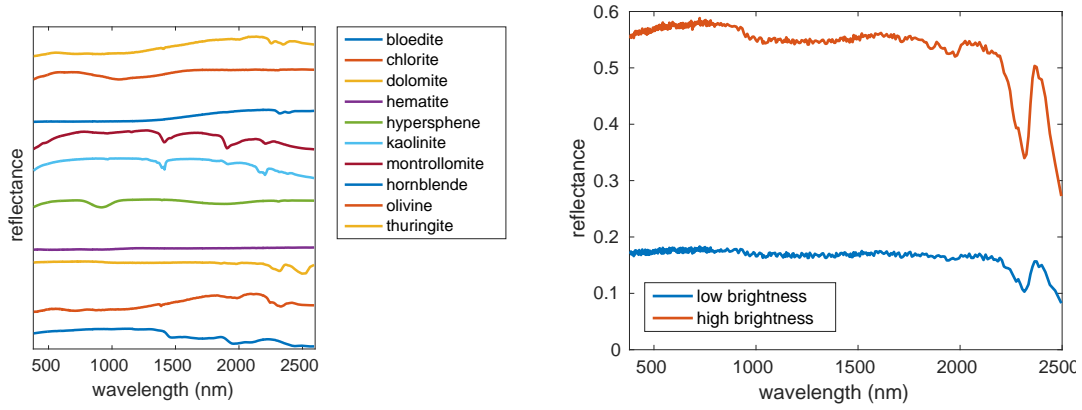 reflectance
500
1000
1500
2000
2500
wavelength (nm)
bloedite
chlorite
dolomite
hematite
hypersphene
kaolinite
montrollomite
hornblende
olivine
thuringite
reflectance
0.6
0.5
0.4
0.3
0.2
0.1
0
low brightness
high brightness
500
1000
1500
2000
2500
wavelength (nm)